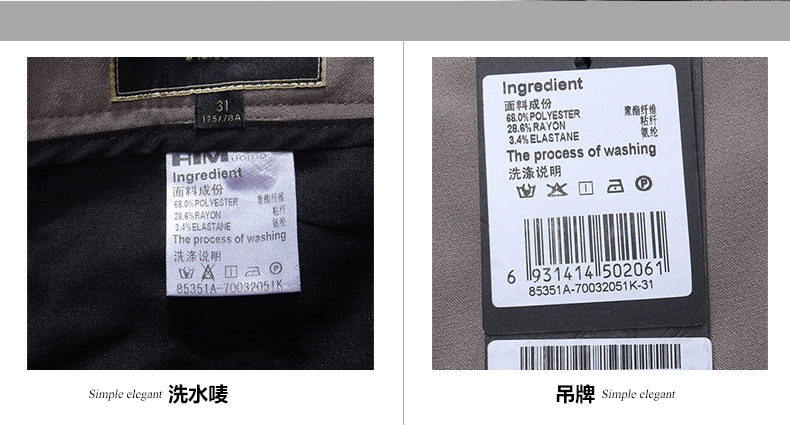 31
175/78A
HTM
uomo
Ingredient
面料成份
68.0%POLYESTER 聚酯纤维
28.6%RAYON 粘纤
3.4%ELASTANE 氨纶
The process of washing
洗涤说明
85351A-70032051K
Simple elegant 洗水唛
Ingredient
面料成份
68.0%POLYESTER 聚酯纤维
28.6%RAYON 粘纤
3.4%ELASTANE 氨纶
The process of washing
洗涤说明
6 931414 502061
85351A-70032051K-31
吊牌 Simple elegant